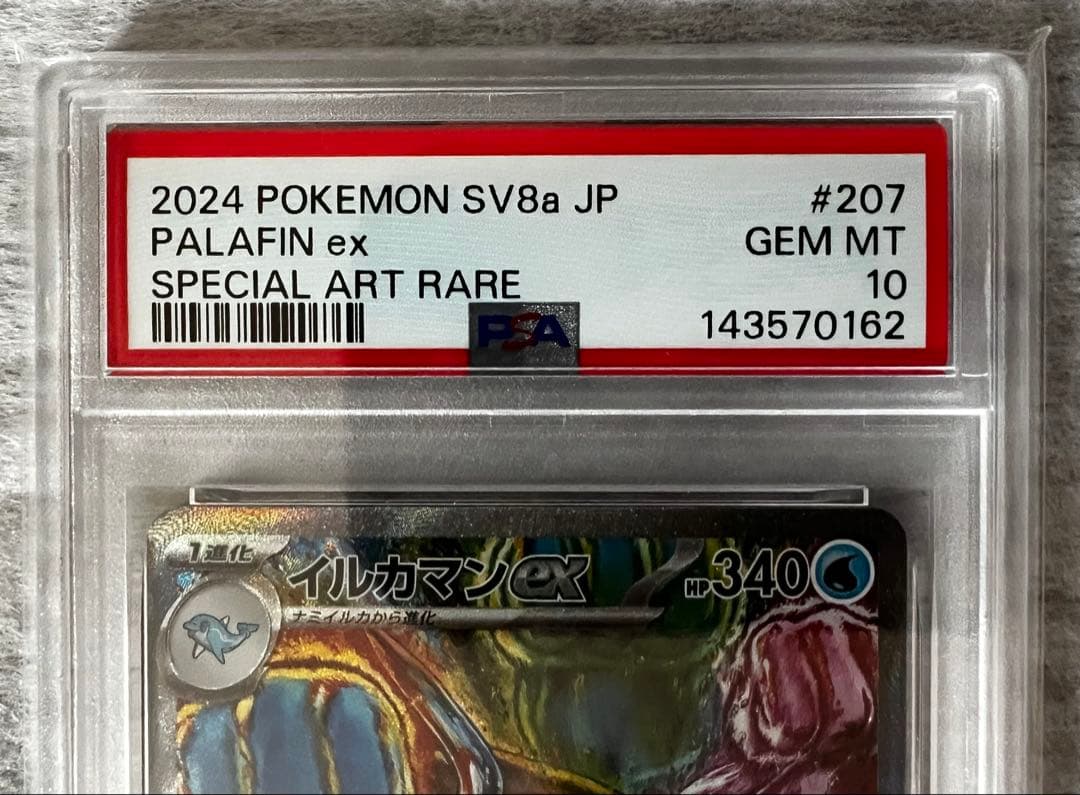 2024 POKEMON SV8a JP #207
PALAFIN ex GEM MT
SPECIAL ART RARE 10
PSA 143570162
1進化 イルカマンex HP340
ナミイルカから進化